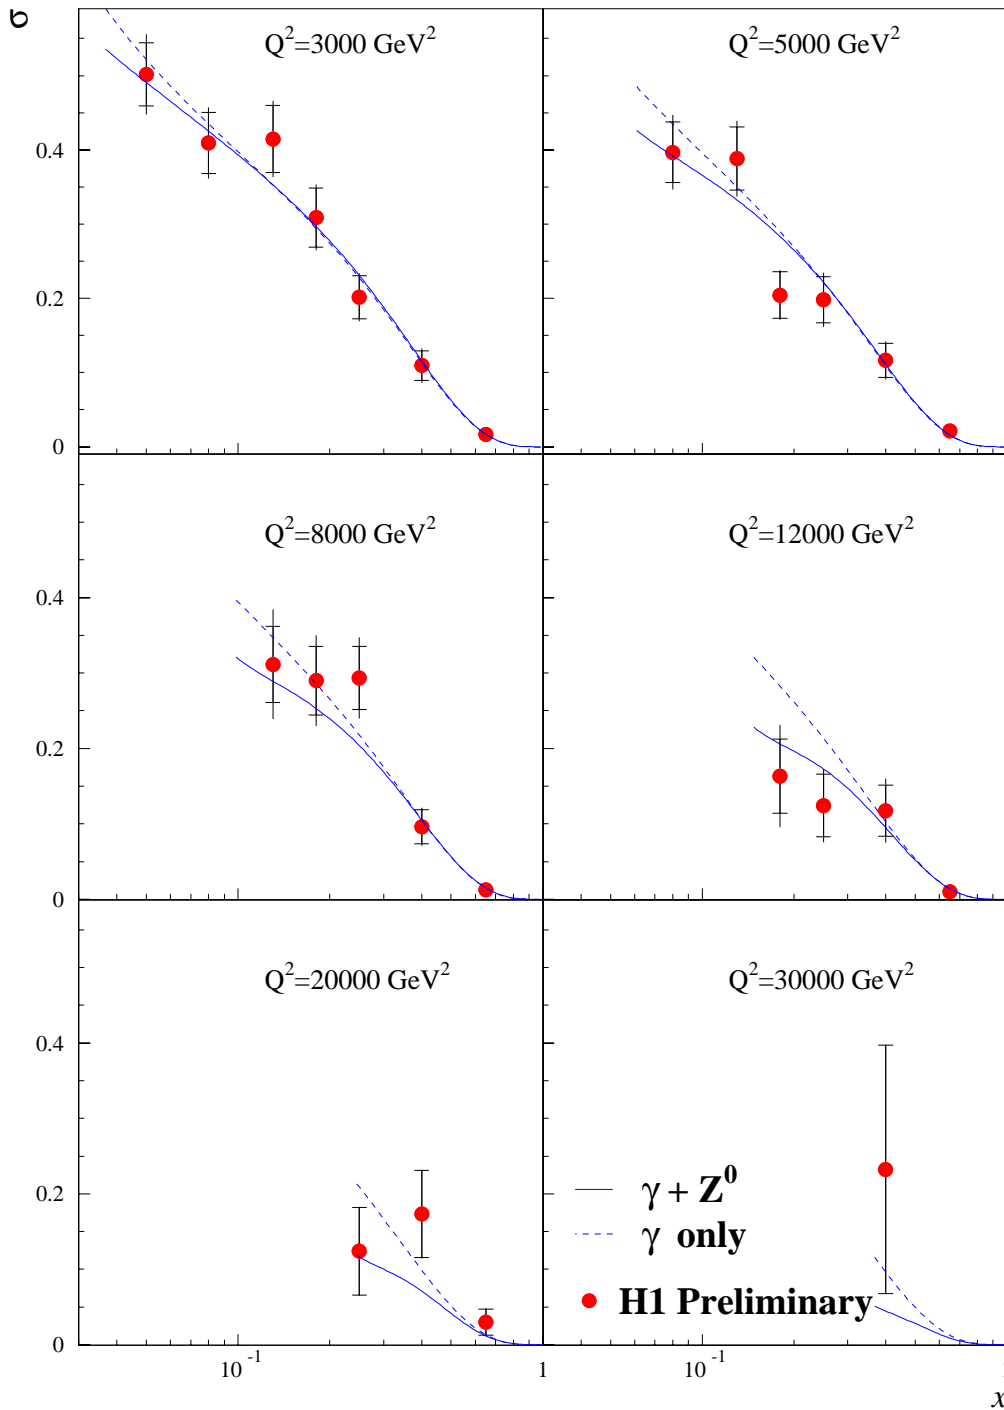 σ
Q²=3000 GeV²
Q²=5000 GeV²
0.4
0.2
0
Q²=8000 GeV²
Q²=12000 GeV²
0.4
0.2
0
Q²=20000 GeV²
Q²=30000 GeV²
0.4
0.2
γ + Z⁰
γ only
H1 Preliminary
0
10⁻¹
1
10⁻¹
x